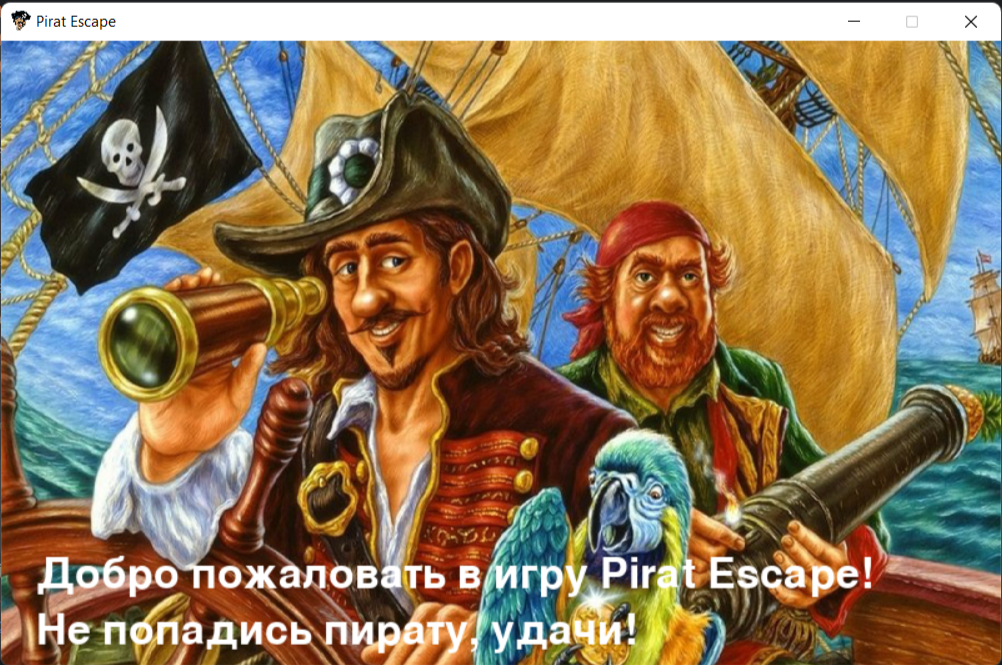 Pirat Escape
Добро пожаловать в игру Pirat Escape!
Не попадись пирату, удачи!